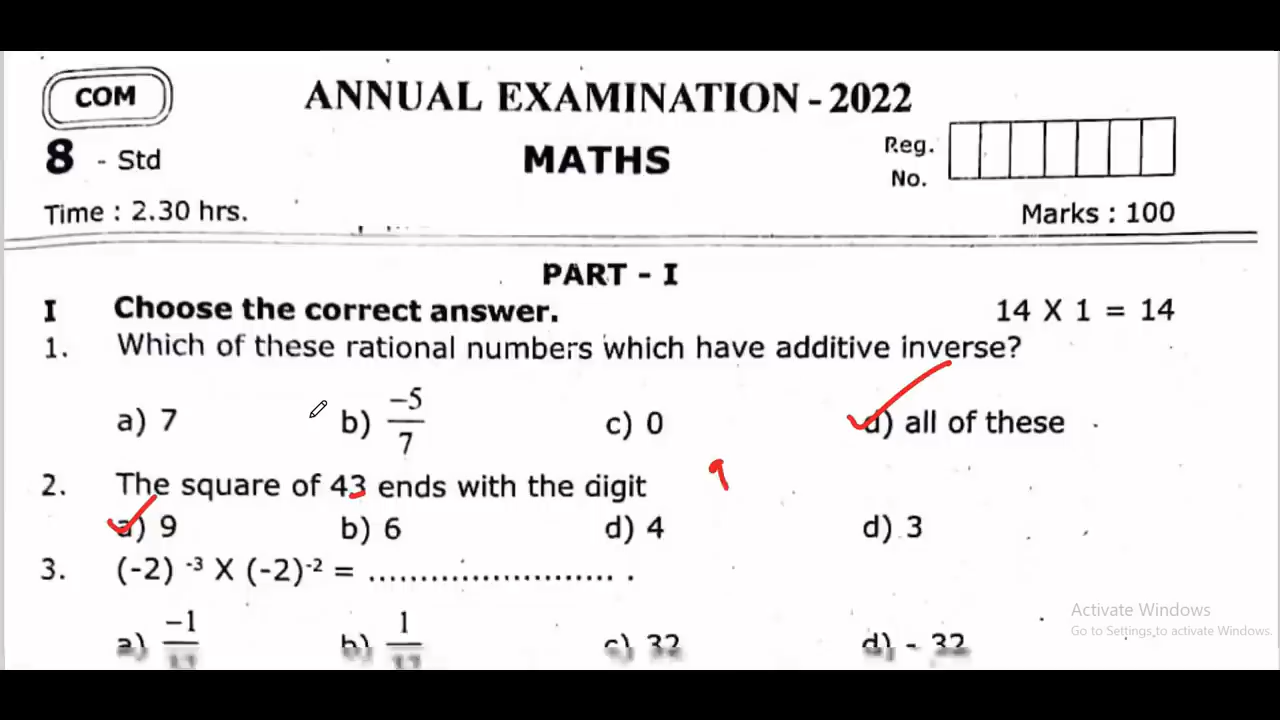 COM
ANNUAL EXAMINATION - 2022
8 - Std
MATHS
Reg.
No.
Time : 2.30 hrs.
Marks : 100
PART - I
I Choose the correct answer. 14 X 1 = 14
1. Which of these rational numbers which have additive inverse?
a) 7 b) -5/7 c) 0 d) all of these
9
2. The square of 43 ends with the digit
a) 9 b) 6 d) 4 d) 3
3. (-2) -3 X (-2)-2 = .......................... .
a) -1 b) 1 c) 32 d) - 32
Activate Windows
Go to Settings to activate Windows.